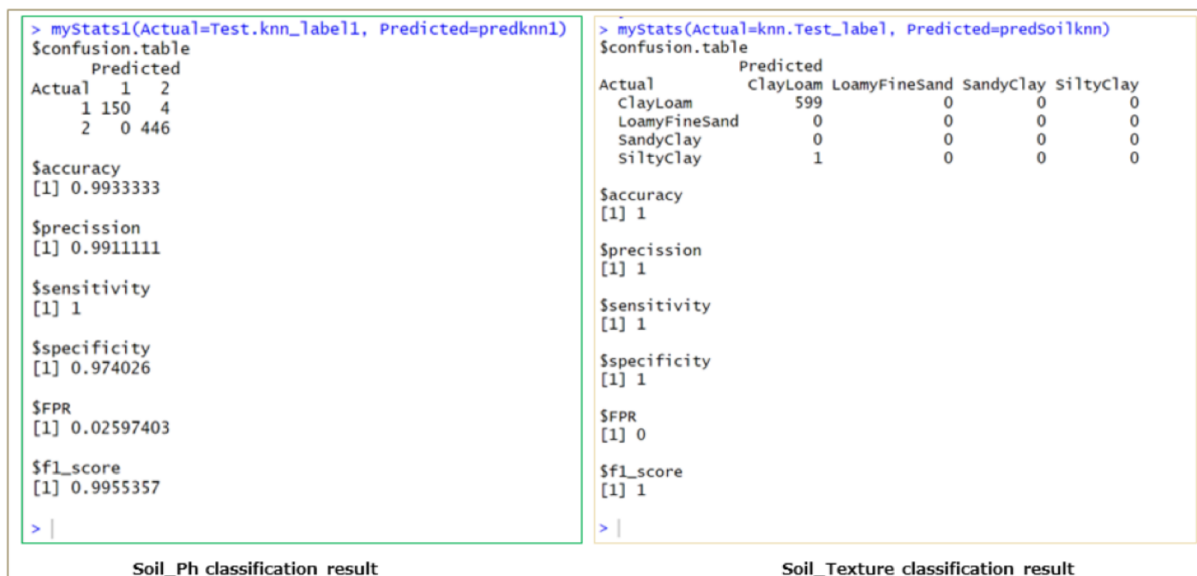 > myStats1(Actual=Test.knn_label1, Predicted=predknn1)
$confusion.table
Predicted
Actual 1 2
1 150 4
2 0 446
$accuracy
[1] 0.9933333
$precission
[1] 0.9911111
$sensitivity
[1] 1
$specificity
[1] 0.974026
$FPR
[1] 0.02597403
$f1_score
[1] 0.9955357
>
Soil_Ph classification result
> myStats(Actual=knn.Test_label, Predicted=predSoilknn)
$confusion.table
Predicted
Actual ClayLoam LoamyFineSand SandyClay SiltyClay
ClayLoam 599 0 0 0
LoamyFineSand 0 0 0 0
SandyClay 0 0 0 0
SiltyClay 1 0 0 0
$accuracy
[1] 1
$precission
[1] 1
$sensitivity
[1] 1
$specificity
[1] 1
$FPR
[1] 0
$f1_score
[1] 1
>
Soil_Texture classification result